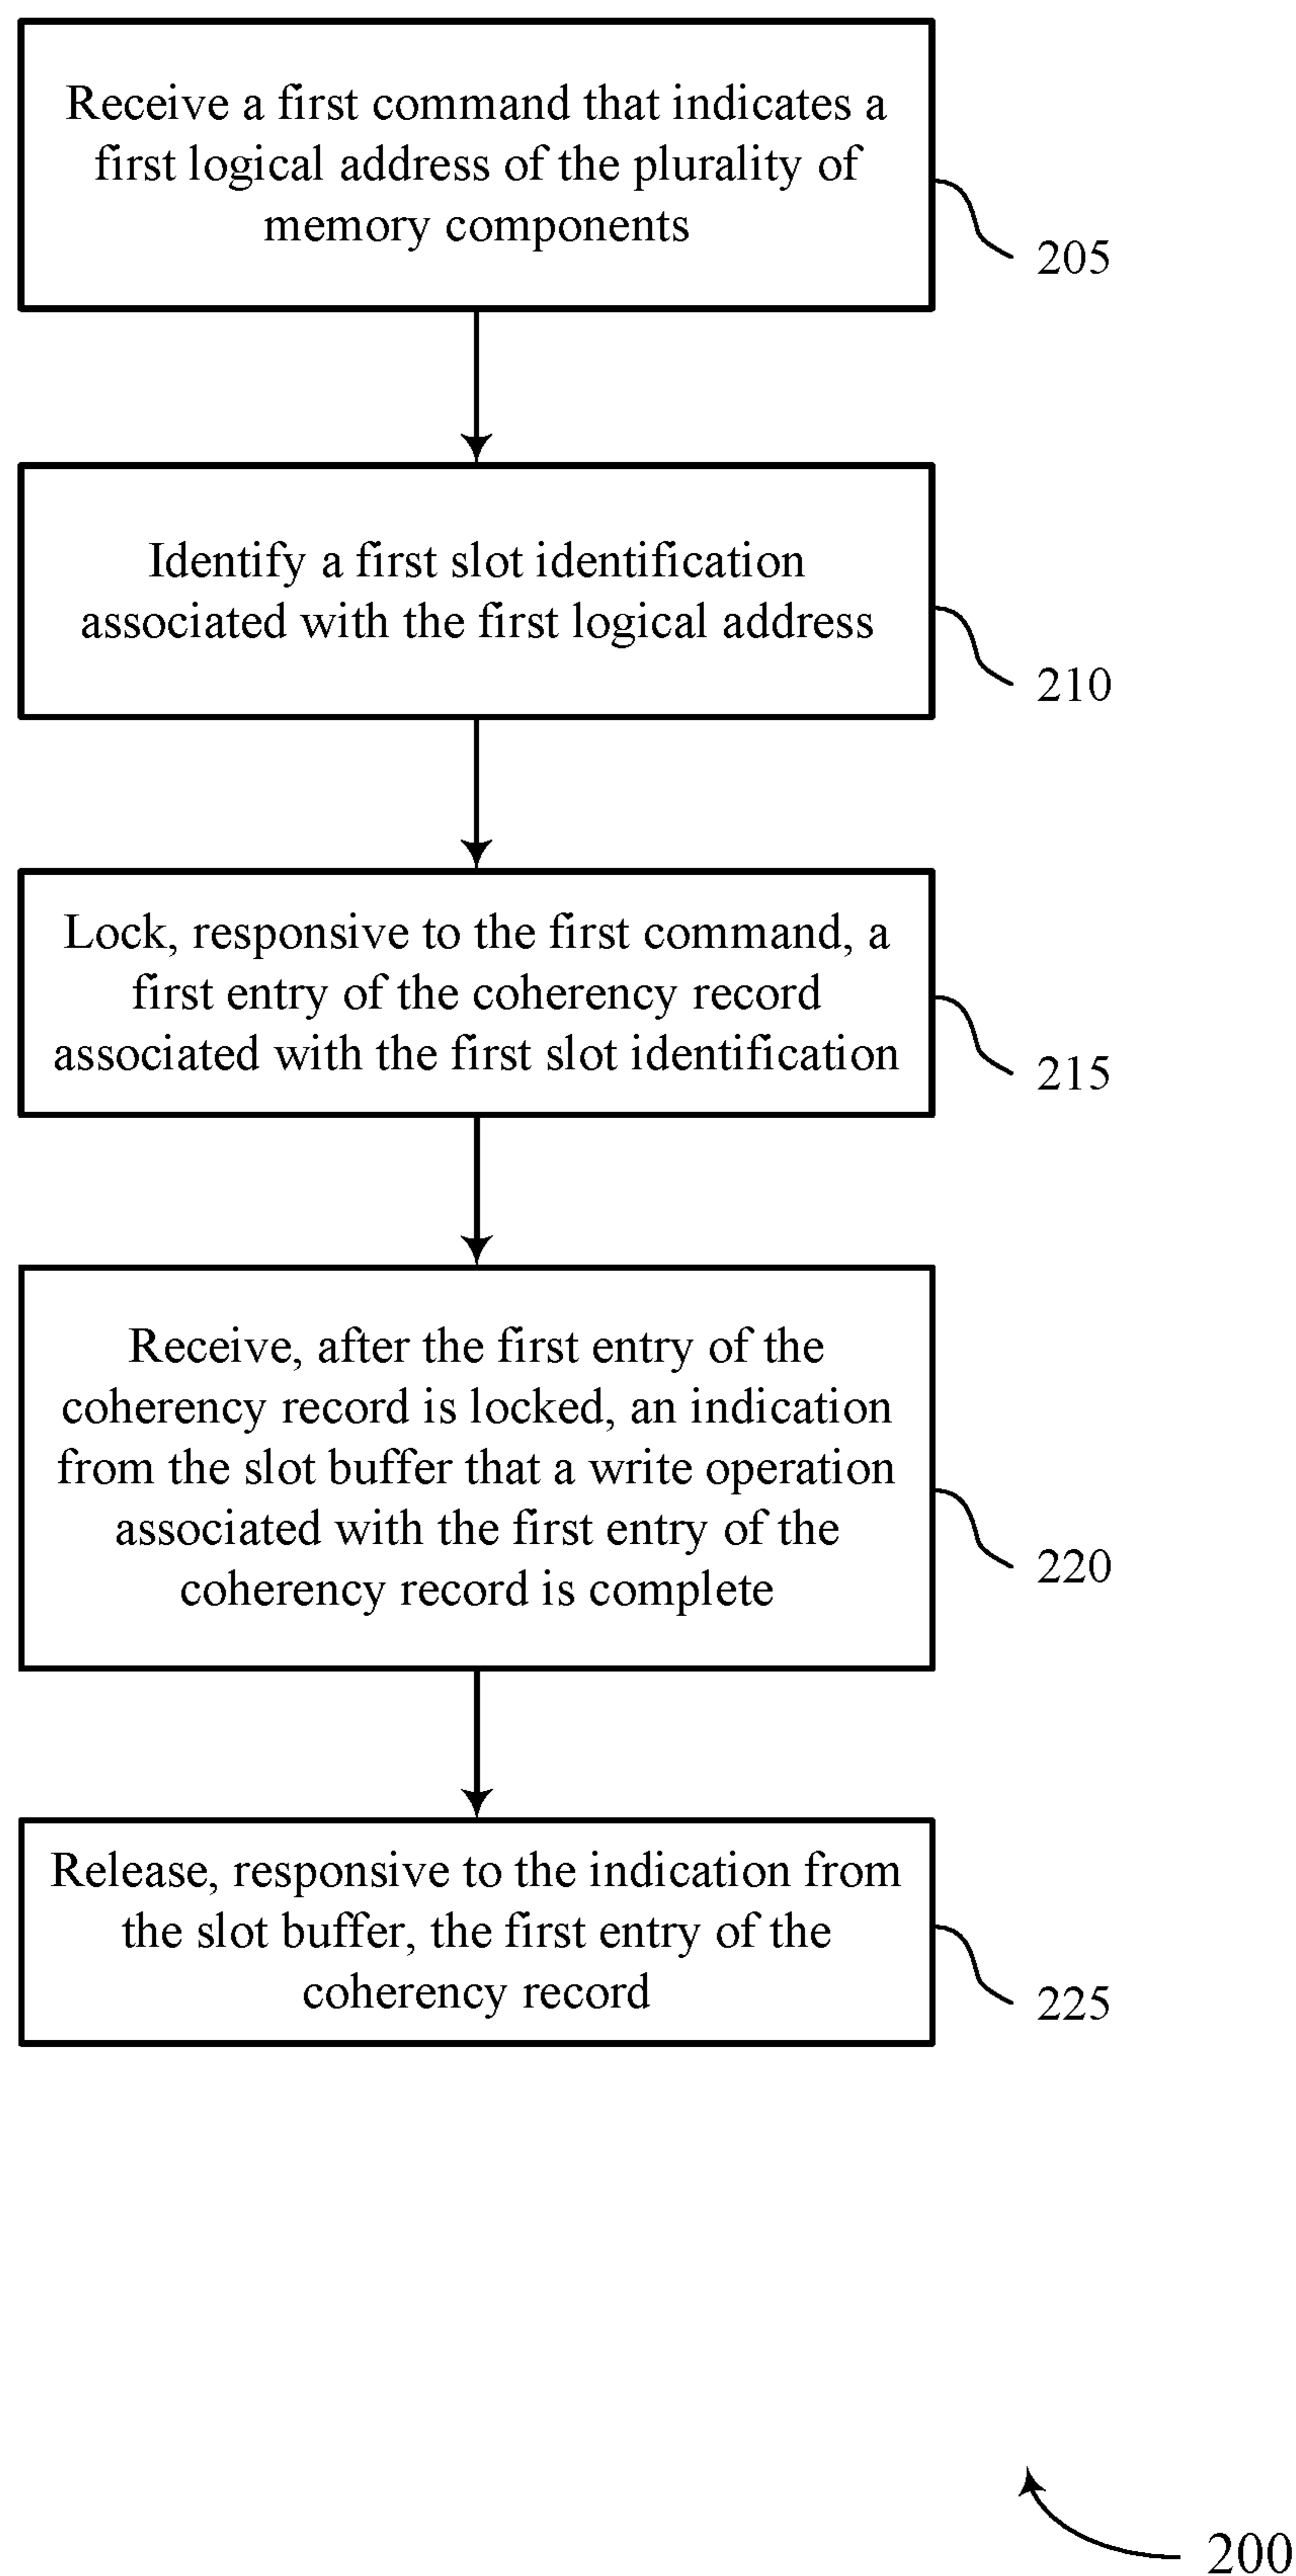 Receive a first command that indicates a
first logical address of the plurality of
memory components
205
Identify a first slot identification
associated with the first logical address
210
Lock, responsive to the first command, a
first entry of the coherency record
associated with the first slot identification
215
Receive, after the first entry of the
coherency record is locked, an indication
from the slot buffer that a write operation
associated with the first entry of the
coherency record is complete
220
Release, responsive to the indication from
the slot buffer, the first entry of the
coherency record
225
200